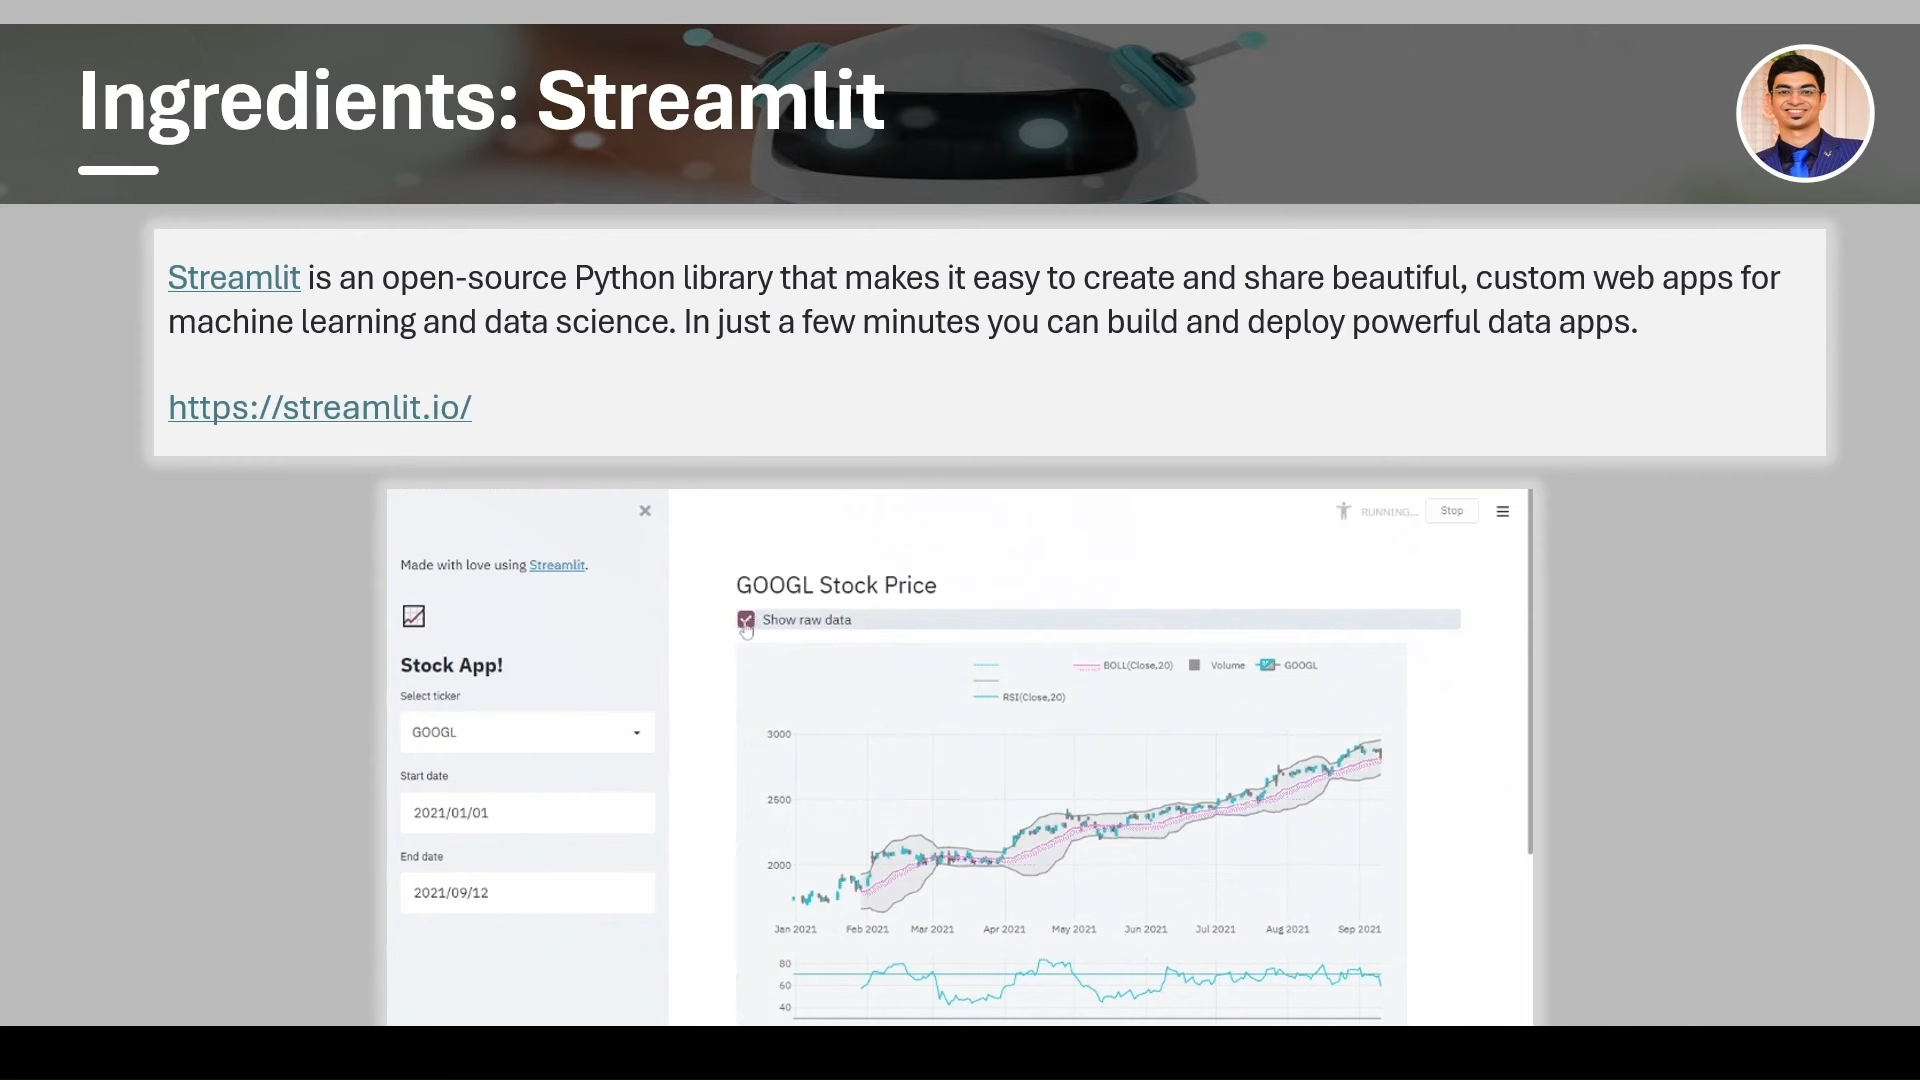 Ingredients: Streamlit
Streamlit is an open-source Python library that makes it easy to create and share beautiful, custom web apps for
machine learning and data science. In just a few minutes you can build and deploy powerful data apps.
https://streamlit.io/
RUNNING...
Stop
Made with love using Streamlit.
Stock App!
Select ticker
GOOGL
Start date
2021/01/01
End date
2021/09/12
GOOGL Stock Price
Show raw data
BOLL(Close,20)
Volume
GOOGL
RSI(Close,20)
3000
2500
2000
Jan 2021 Feb 2021 Mar 2021 Apr 2021 May 2021 Jun 2021 Jul 2021 Aug 2021 Sep 2021
80
60
40